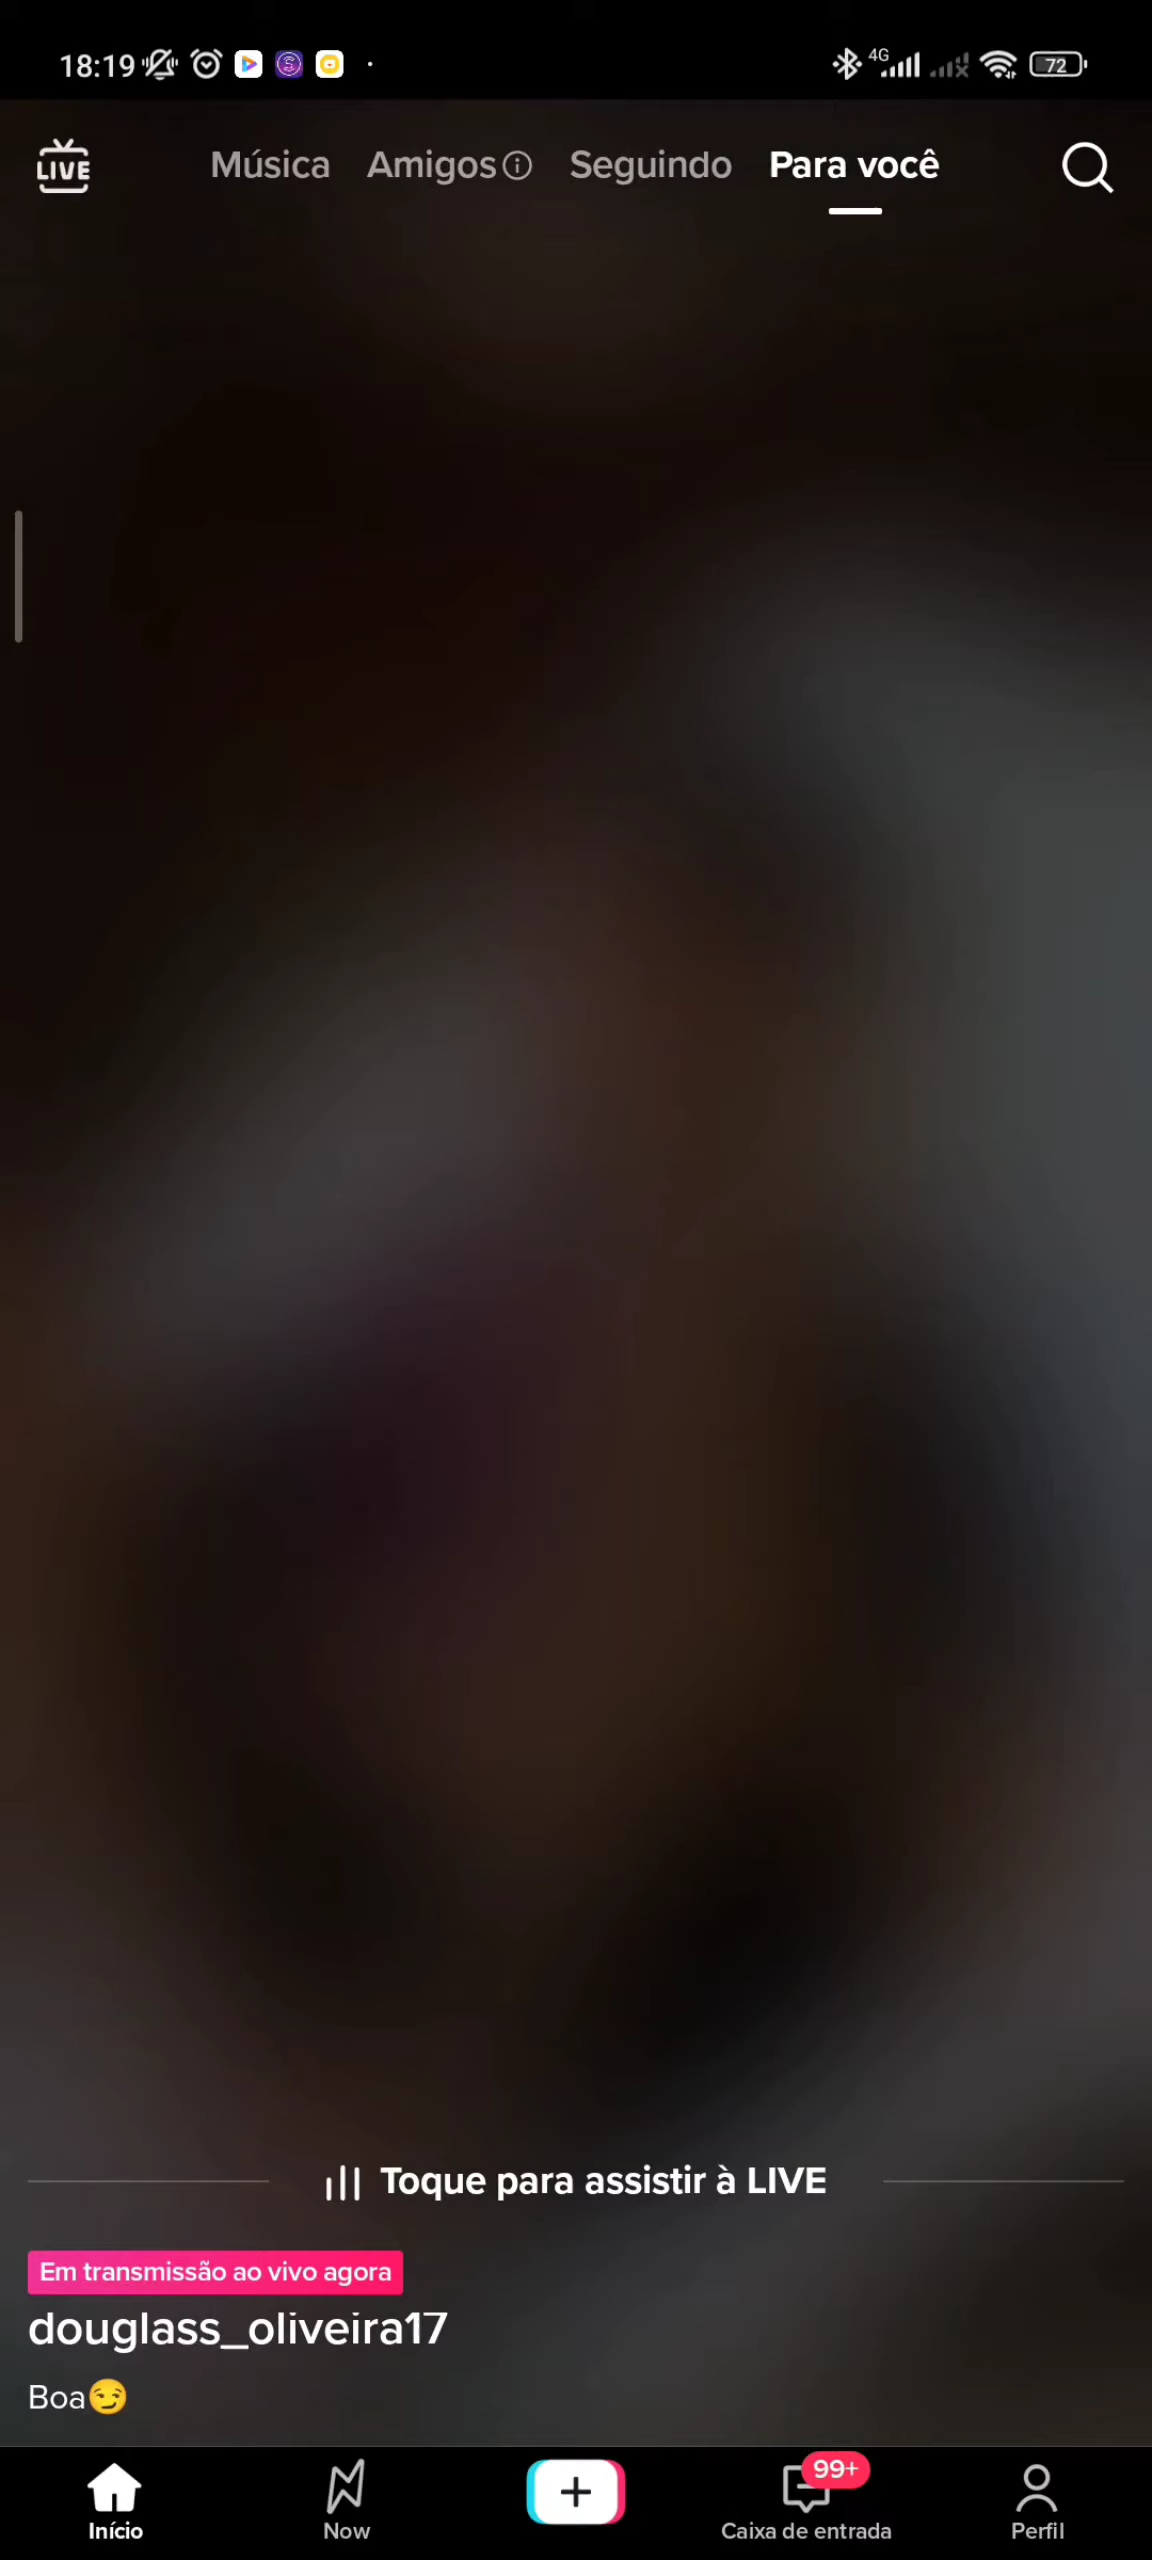 18:19
4G
72
LIVE
Música
Amigos
Seguindo
Para você
Toque para assistir à LIVE
Em transmissão ao vivo agora
douglass_oliveira17
Boa😏
99+
Início
Now
Caixa de entrada
Perfil